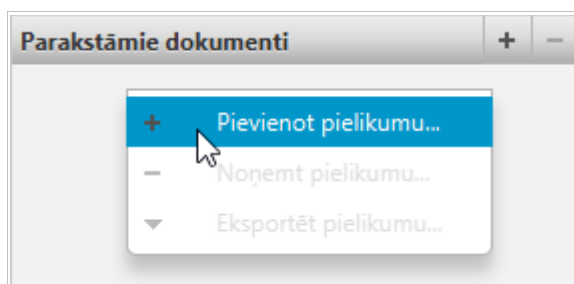 Parakstāmie dokumenti
Pievienot pielikumu...
Noņemt pielikumu...
Eksportēt pielikumu...